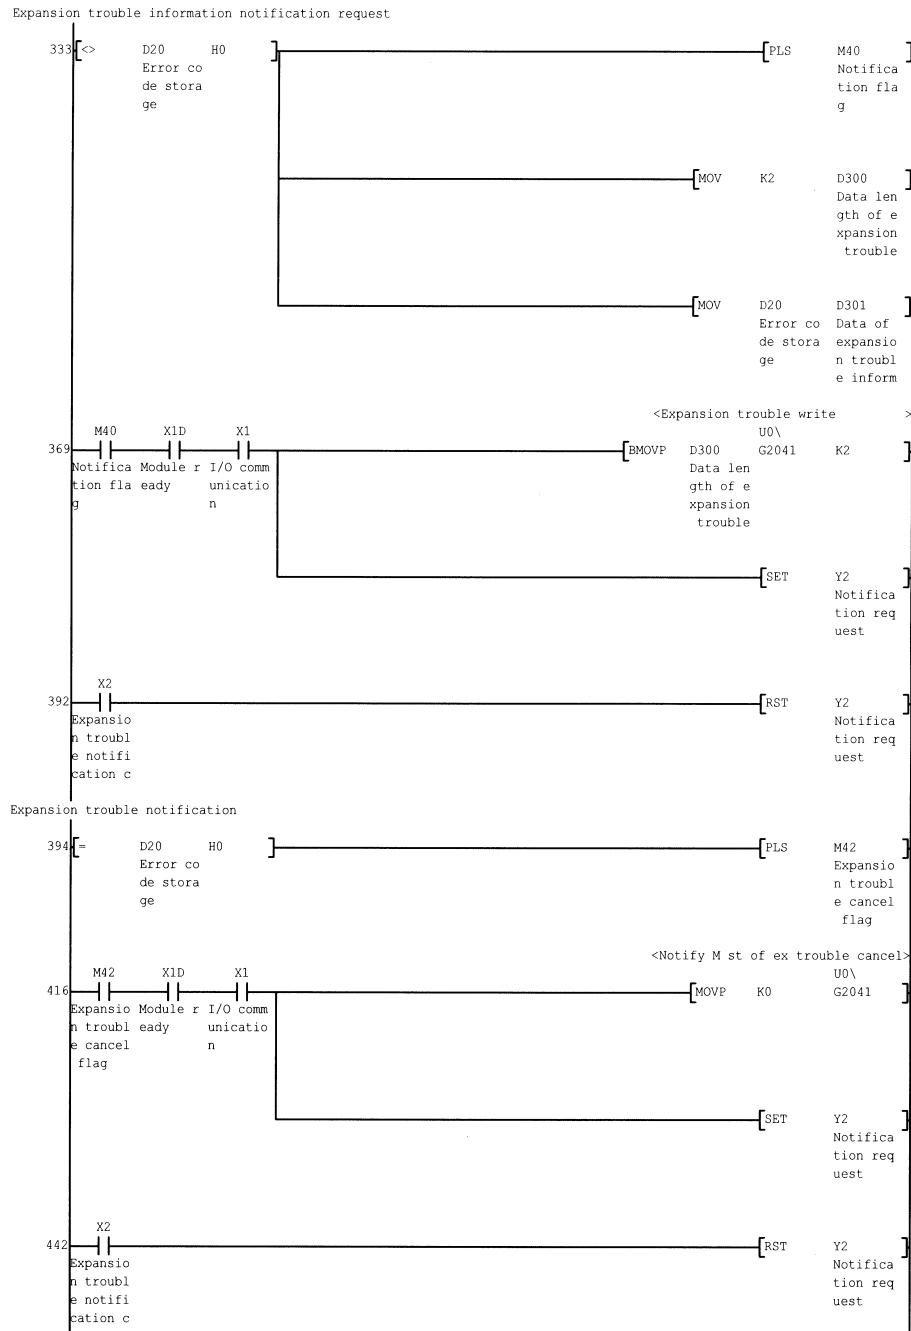 Expansion trouble information notification request
333 <> D20 H0 PLS M40
Error co Notifica
de stora tion fla
ge g
MOV K2 D300
Data len
gth of e
xpansion
trouble
MOV D20 D301
Error co Data of
de stora expansio
ge n troubl
e inform
<Expansion trouble write >
M40 X1D X1 U0\
369 BMOVP D300 G2041 K2
Notifica Module r I/O comm Data len
tion fla eady unicatio gth of e
g n xpansion
trouble
SET Y2
Notifica
tion req
uest
X2
392 RST Y2
Expansio Notifica
n troubl tion req
e notifi uest
cation c
Expansion trouble notification
394 = D20 H0 PLS M42
Error co Expansio
de stora n troubl
ge e cancel
flag
<Notify M st of ex trouble cancel>
M42 X1D X1 U0\
416 MOVP K0 G2041
Expansio Module r I/O comm
n troubl eady unicatio
e cancel n
flag
SET Y2
Notifica
tion req
uest
X2
442 RST Y2
Expansio Notifica
n troubl tion req
e notifi uest
cation c